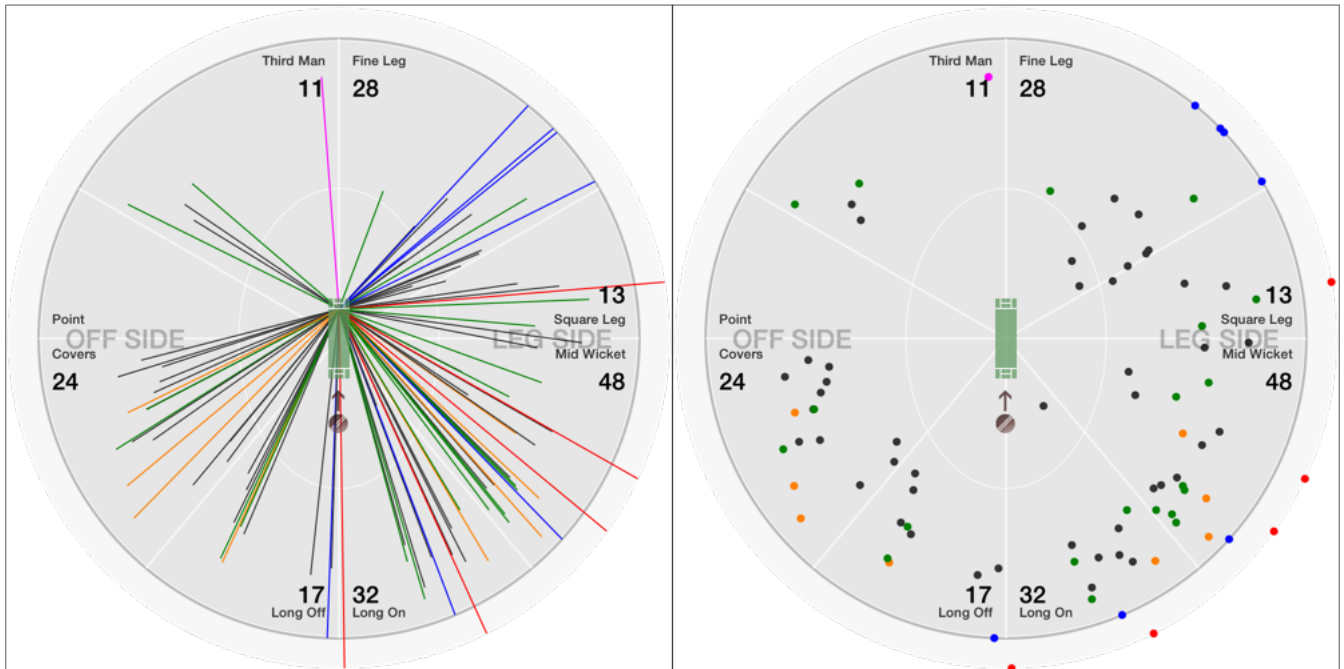 Third Man Fine Leg
11 28
13
Point Square Leg
OFF SIDE LEG SIDE
Covers Mid Wicket
24 48
17 32
Long Off Long On
Third Man Fine Leg
11 28
13
Point Square Leg
OFF SIDE LEG SIDE
Covers Mid Wicket
24 48
17 32
Long Off Long On